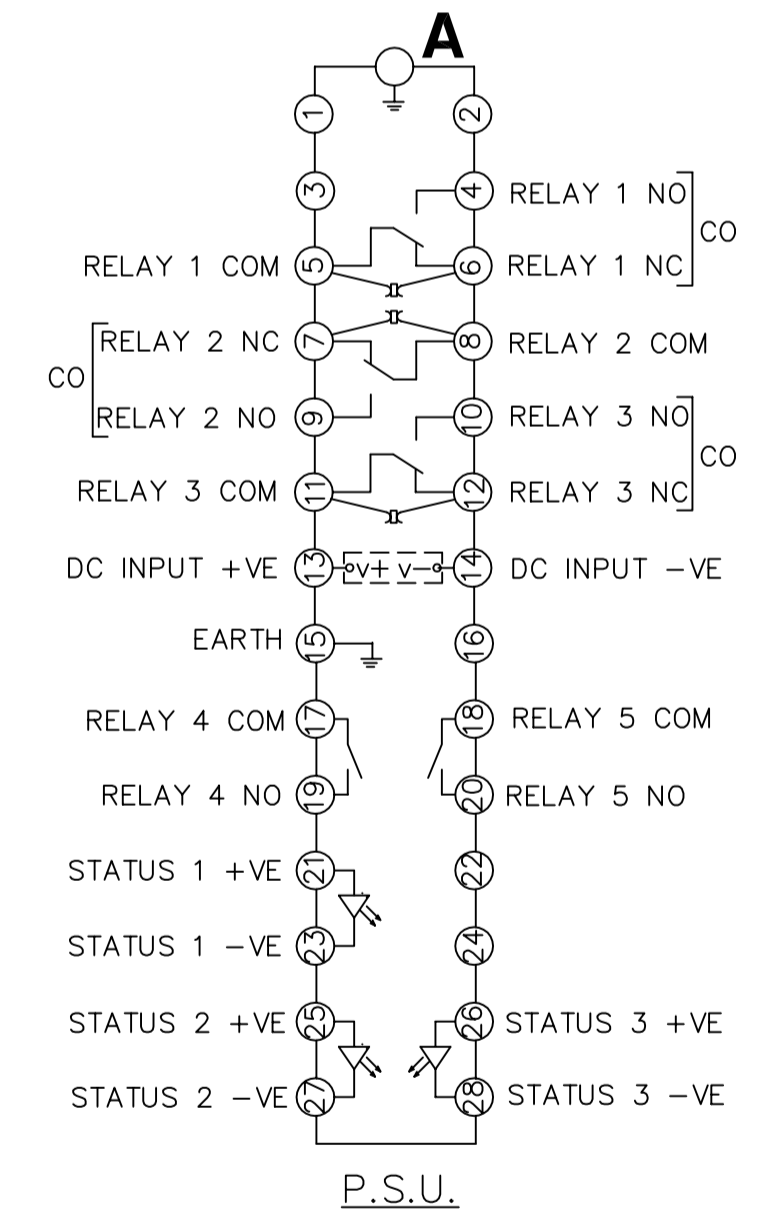 A
1 2
3 4 RELAY 1 NO
CO
RELAY 1 COM 5 6 RELAY 1 NC
RELAY 2 NC 7 8 RELAY 2 COM
CO
RELAY 2 NO 9 10 RELAY 3 NO
CO
RELAY 3 COM 11 12 RELAY 3 NC
DC INPUT +VE 13 V+ V− 14 DC INPUT −VE
EARTH 15 16
RELAY 4 COM 17 18 RELAY 5 COM
RELAY 4 NO 19 20 RELAY 5 NO
STATUS 1 +VE 21 22
STATUS 1 −VE 23 24
STATUS 2 +VE 25 26 STATUS 3 +VE
STATUS 2 −VE 27 28 STATUS 3 −VE
P.S.U.